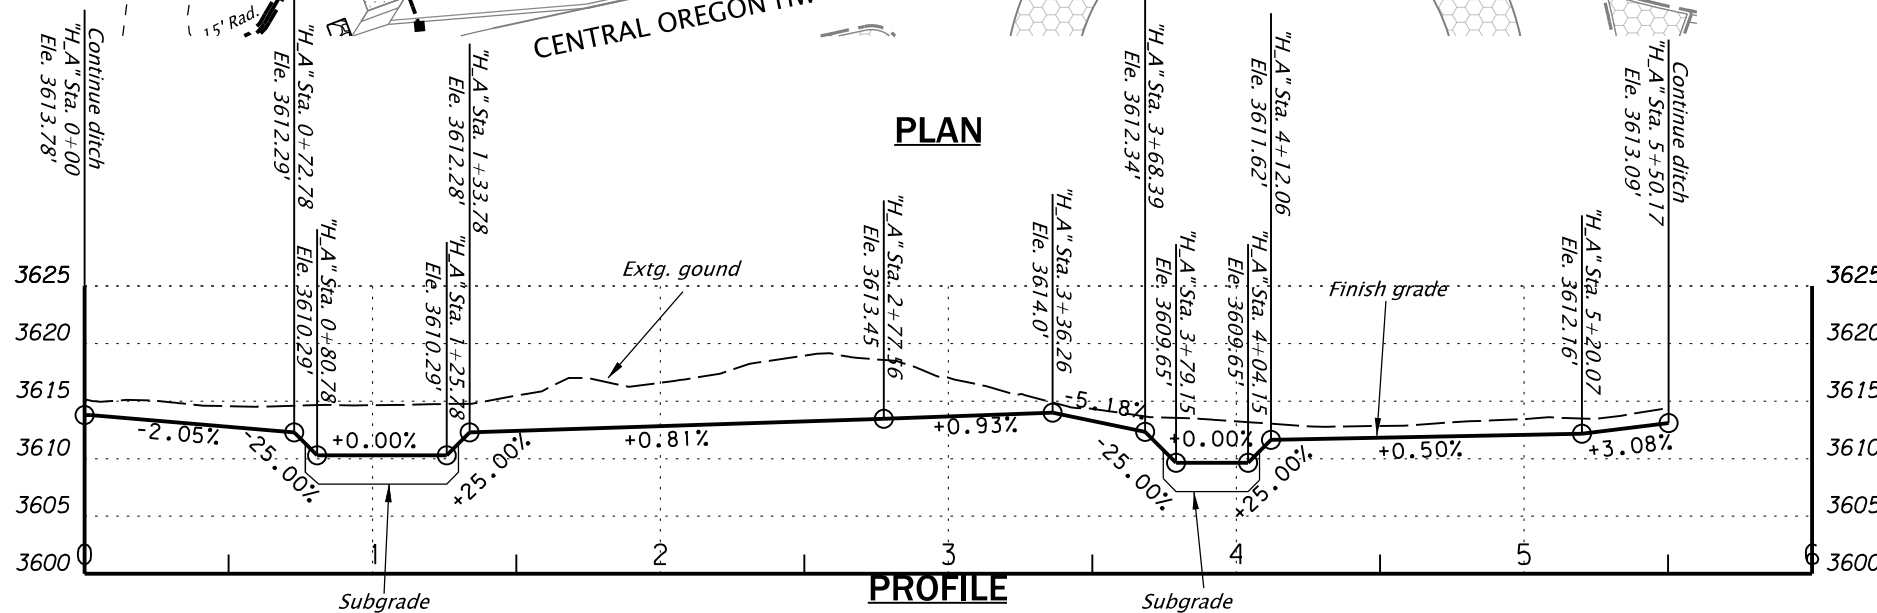 15' Rad.
CENTRAL OREGON
Continue ditch
"H_A" Sta. 0+00
Ele. 3613.78'
"H_A" Sta. 0+72.78
Ele. 3612.29'
"H_A" Sta. 0+80.78
Ele. 3610.29'
"H_A" Sta. 1+25.78
Ele. 3610.29'
"H_A" Sta. 1+33.78
Ele. 3612.28'
"H_A" Sta. 2+77.56
Ele. 3613.45
"H_A" Sta. 3+36.26
Ele. 3614.0'
"H_A" Sta. 3+68.39
Ele. 3612.34'
"H_A" Sta. 3+79.15
Ele. 3609.65'
"H_A" Sta. 4+04.15
Ele. 3609.65'
"H_A" Sta. 4+12.06
Ele. 3611.62'
"H_A" Sta. 5+20.07
Ele. 3612.16'
Continue ditch
"H_A" Sta. 5+50.17
Ele. 3613.09'
PLAN
Extg. gound
Finish grade
3625
3620
3615
3610
3605
3600
3625
3620
3615
3610
3605
3600
-2.05%
-25.00%
+0.00%
+25.00%
+0.81%
+0.93%
-5.18%
-25.00%
+0.00%
+25.00%
+0.50%
+3.08%
0
1
2
3
4
5
6
Subgrade
PROFILE
Subgrade